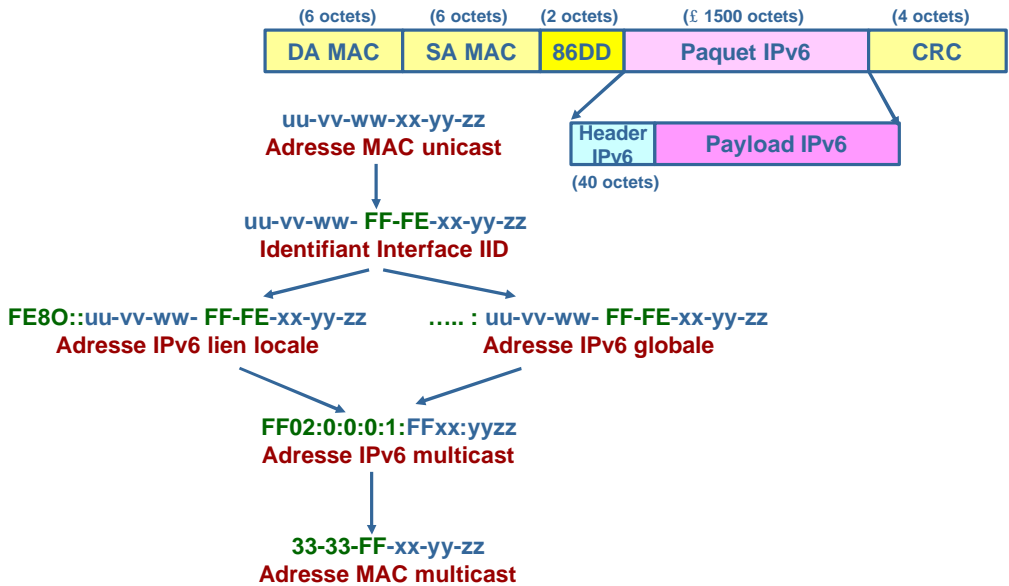 (6 octets) (6 octets) (2 octets) (£ 1500 octets) (4 octets)
DA MAC SA MAC 86DD Paquet IPv6 CRC
uu-vv-ww-xx-yy-zz
Adresse MAC unicast
Header IPv6
Payload IPv6
(40 octets)
uu-vv-ww- FF-FE-xx-yy-zz
Identifiant Interface IID
FE8O::uu-vv-ww- FF-FE-xx-yy-zz
Adresse IPv6 lien locale
..... : uu-vv-ww- FF-FE-xx-yy-zz
Adresse IPv6 globale
FF02:0:0:0:1:FFxx:yyzz
Adresse IPv6 multicast
33-33-FF-xx-yy-zz
Adresse MAC multicast